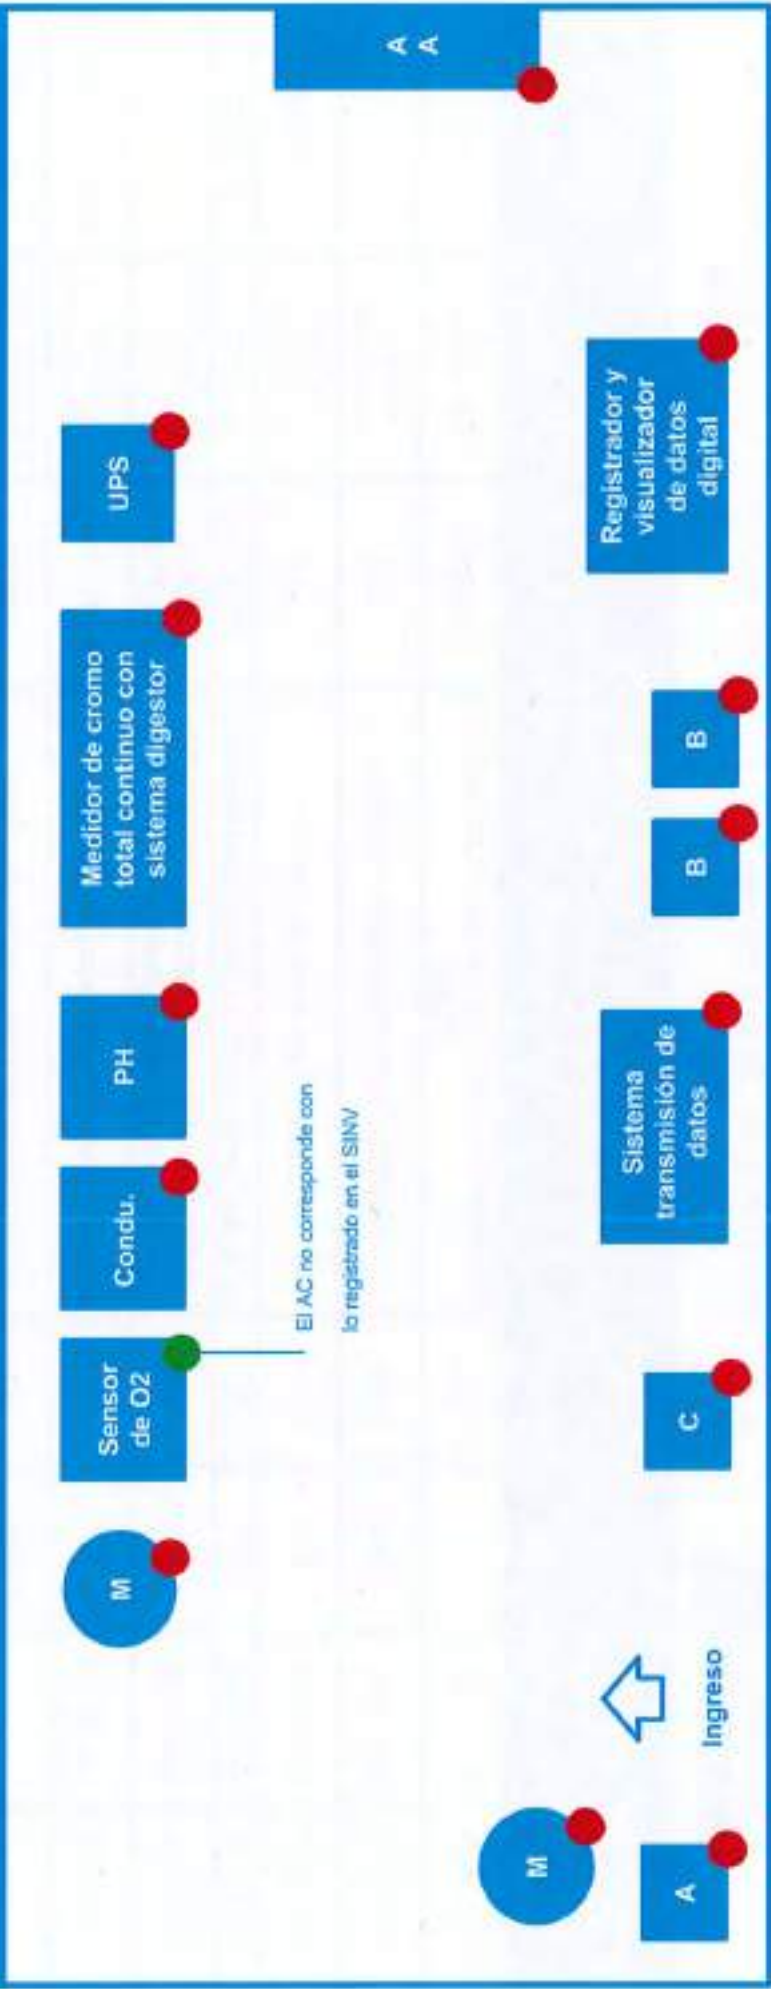 M
Sensor
de O2
Condu.
PH
Medidor de cromo
total continuo con
sistema digestor
UPS
El AC no corresponde con
lo registrado en el SINV
A
A
M
A
Ingreso
C
Sistema
transmisión de
datos
B
B
Registrador y
visualizador
de datos
digital